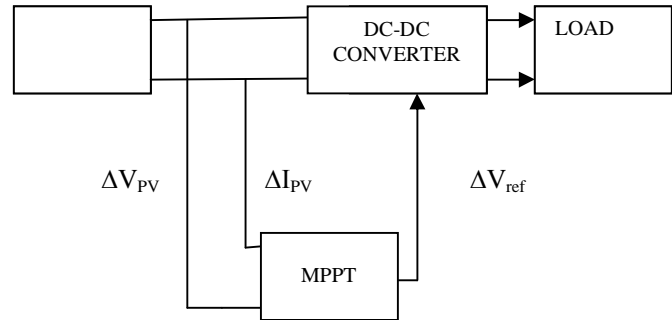 DC-DC
CONVERTER
LOAD
ΔV_PV
ΔI_PV
ΔV_ref
MPPT